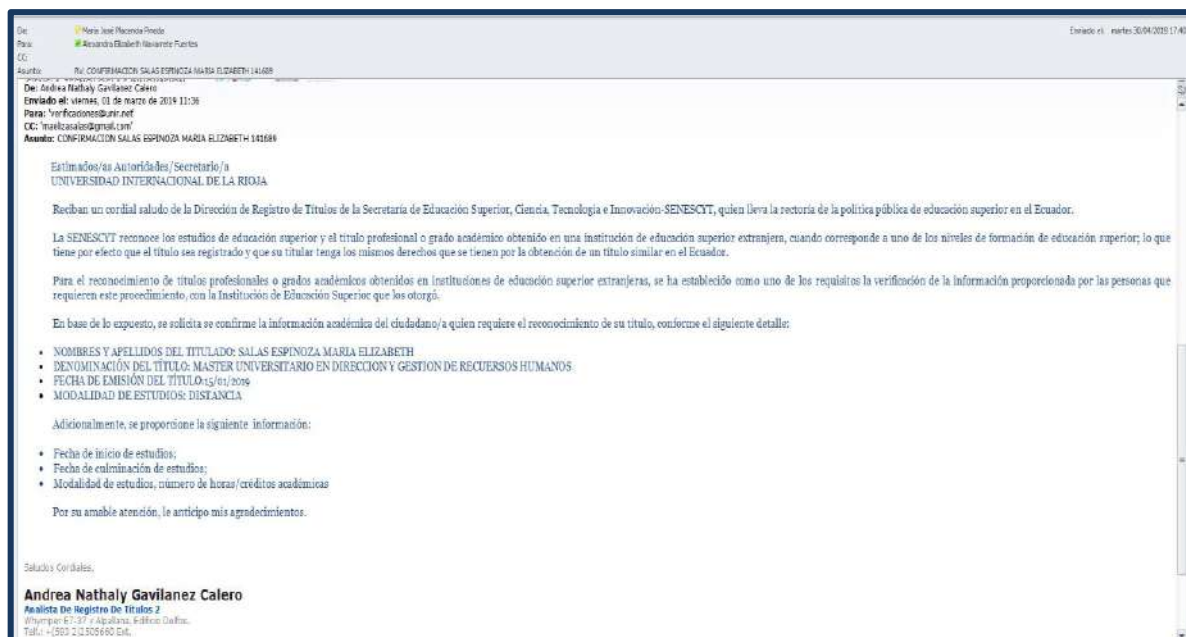 De: Maria José Placencia Pineda Enviado el: martes 30/04/2019 17:40
Para: Alexandra Elizabeth Navarrete Fuertes
CC:
Asunto: RV: CONFIRMACION SALAS ESPINOZA MARIA ELIZABETH 141689
De: Andrea Nathaly Gavilanez Calero
Enviado el: viernes, 01 de marzo de 2019 11:36
Para: 'verificaciones@unir.net'
CC: 'maelizasalas@gmail.com'
Asunto: CONFIRMACION SALAS ESPINOZA MARIA ELIZABETH 141689
Estimados/as Autoridades/Secretario/a
UNIVERSIDAD INTERNACIONAL DE LA RIOJA
Reciban un cordial saludo de la Dirección de Registro de Títulos de la Secretaría de Educación Superior, Ciencia, Tecnología e Innovación-SENESCYT, quien lleva la rectoría de la política pública de educación superior en el Ecuador.
La SENESCYT reconoce los estudios de educación superior y el título profesional o grado académico obtenido en una institución de educación superior extranjera, cuando corresponde a uno de los niveles de formación de educación superior; lo que
tiene por efecto que el título sea registrado y que su titular tenga los mismos derechos que se tienen por la obtención de un título similar en el Ecuador.
Para el reconocimiento de títulos profesionales o grados académicos obtenidos en instituciones de educación superior extranjeras, se ha establecido como uno de los requisitos la verificación de la información proporcionada por las personas que
requieren este procedimiento, con la Institución de Educación Superior que los otorgó.
En base de lo expuesto, se solicita se confirme la información académica del ciudadano/a quien requiere el reconocimiento de su título, conforme el siguiente detalle:
• NOMBRES Y APELLIDOS DEL TITULADO: SALAS ESPINOZA MARIA ELIZABETH
• DENOMINACIÓN DEL TÍTULO: MASTER UNIVERSITARIO EN DIRECCION Y GESTION DE RECUERSOS HUMANOS
• FECHA DE EMISIÓN DEL TÍTULO:15/01/2019
• MODALIDAD DE ESTUDIOS: DISTANCIA
Adicionalmente, se proporcione la siguiente información:
• Fecha de inicio de estudios;
• Fecha de culminación de estudios;
• Modalidad de estudios, número de horas/créditos académicas
Por su amable atención, le anticipo mis agradecimientos.
Saludos Cordiales,
Andrea Nathaly Gavilanez Calero
Analista De Registro De Títulos 2
Whymper E7-37 y Alpallana, Edificio Delfos.
Telf.: +(593 2)2505660 Ext.